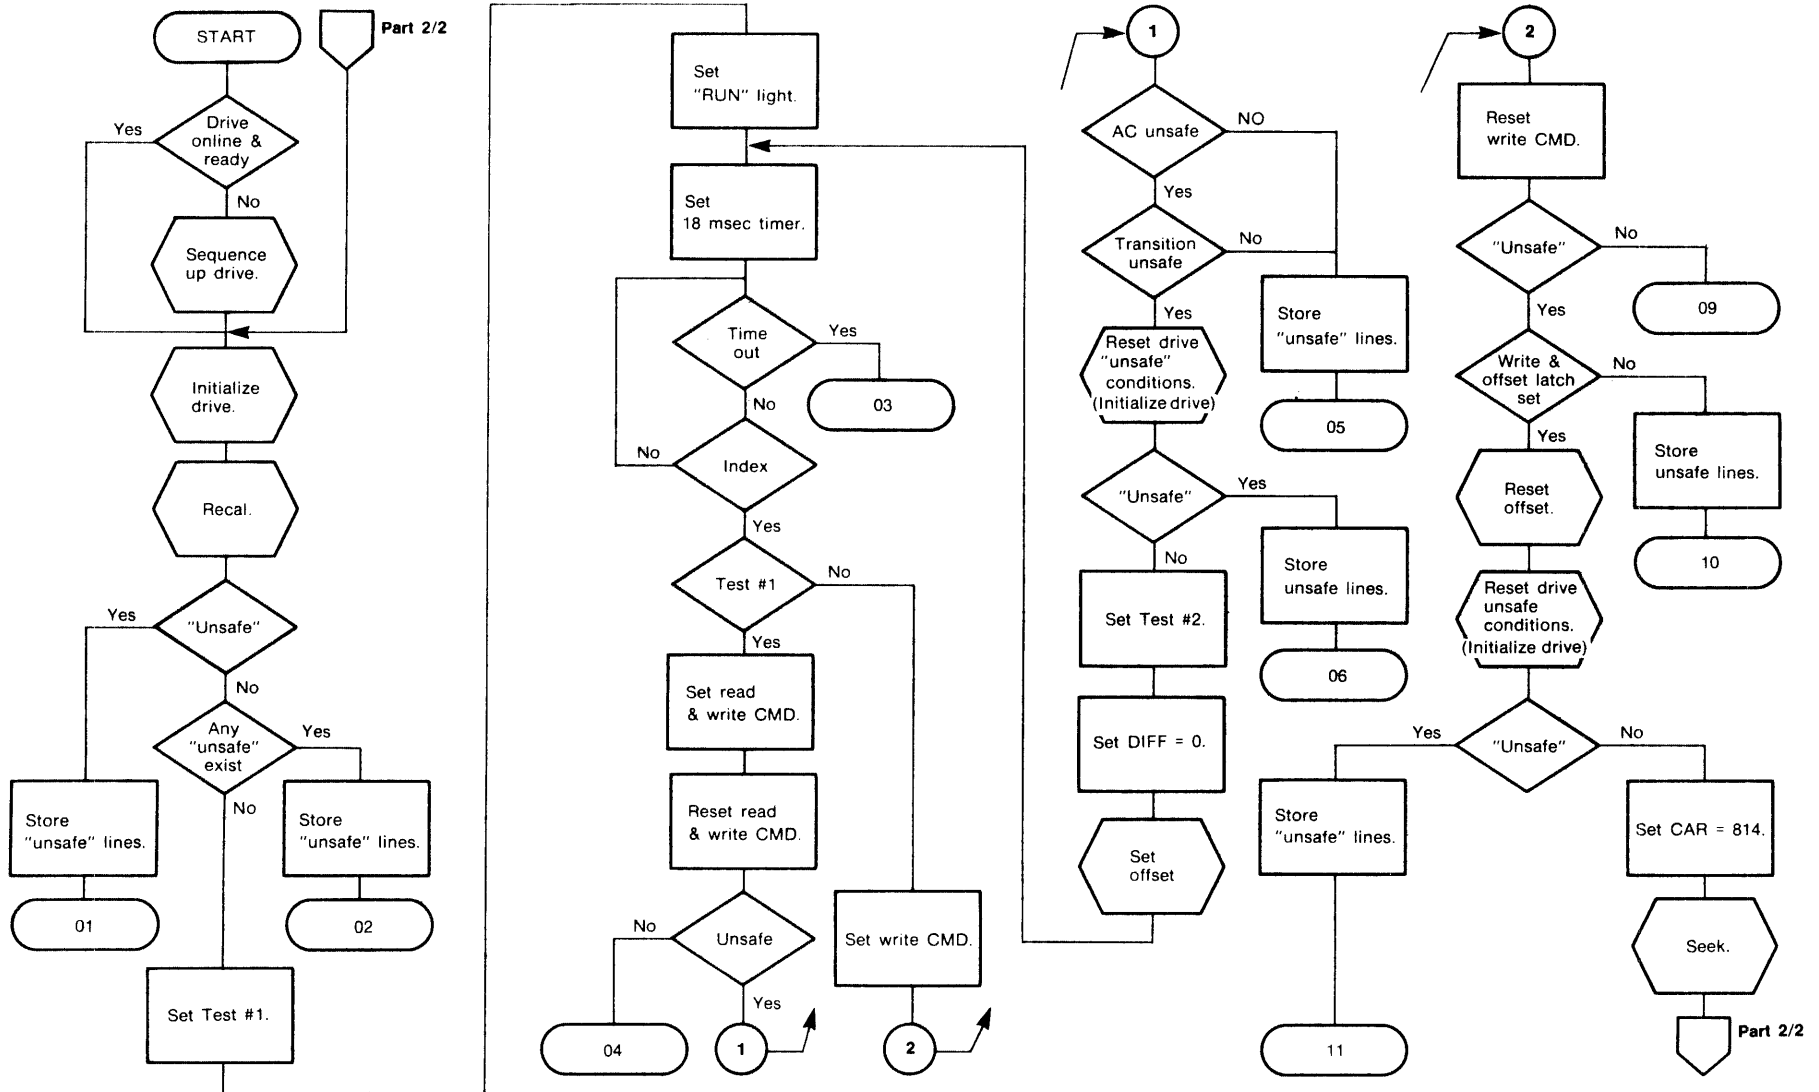 START
Part 2/2
Drive
online &
ready
Yes
No
Sequence
up drive.
Initialize
drive.
Recal.
"Unsafe"
Yes
No
Any
"unsafe"
exist
Yes
No
Store
"unsafe" lines.
01
Store
"unsafe" lines.
02
Set Test #1.
Set
"RUN" light.
Set
18 msec timer.
Time
out
Yes
03
No
Index
No
Yes
Test #1
No
Yes
Set read
& write CMD.
Reset read
& write CMD.
Unsafe
No
Yes
04
1
Set write CMD.
2
1
AC unsafe
NO
Yes
Transition
unsafe
No
Yes
Store
"unsafe" lines.
05
Reset drive
"unsafe"
conditions.
(Initialize drive)
"Unsafe"
Yes
No
Store
unsafe lines.
06
Set Test #2.
Set DIFF = 0.
Set
offset
2
Reset
write CMD.
"Unsafe"
No
09
Yes
Write &
offset latch
set
No
Yes
Store
unsafe lines.
10
Reset
offset.
Reset drive
unsafe
conditions.
(Initialize drive)
"Unsafe"
Yes
No
Store
"unsafe" lines.
11
Set CAR = 814.
Seek.
Part 2/2